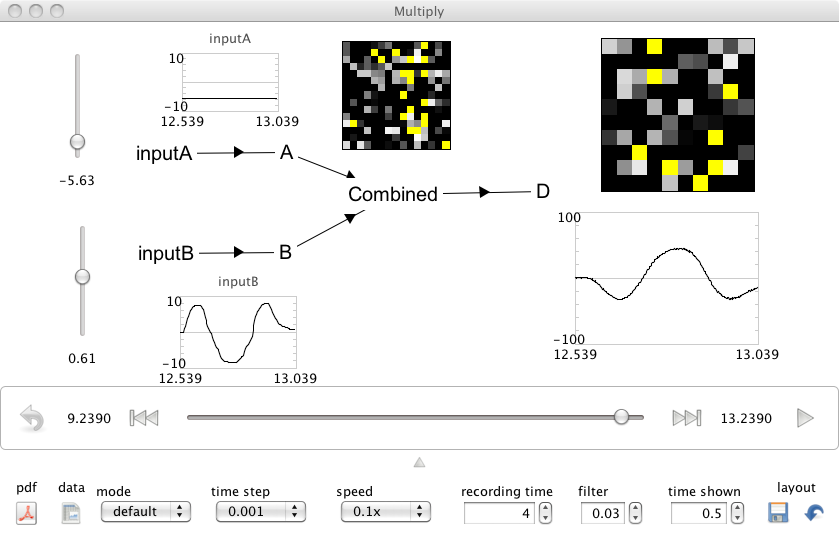 Multiply
inputA
10
-10
12.539 13.039
-5.63
inputA A
Combined D
inputB B
inputB
10
-10
12.539 13.039
0.61
100
-100
12.539 13.039
9.2390 13.2390
pdf data mode time step speed recording time filter time shown layout
default 0.001 0.1x 4 0.03 0.5